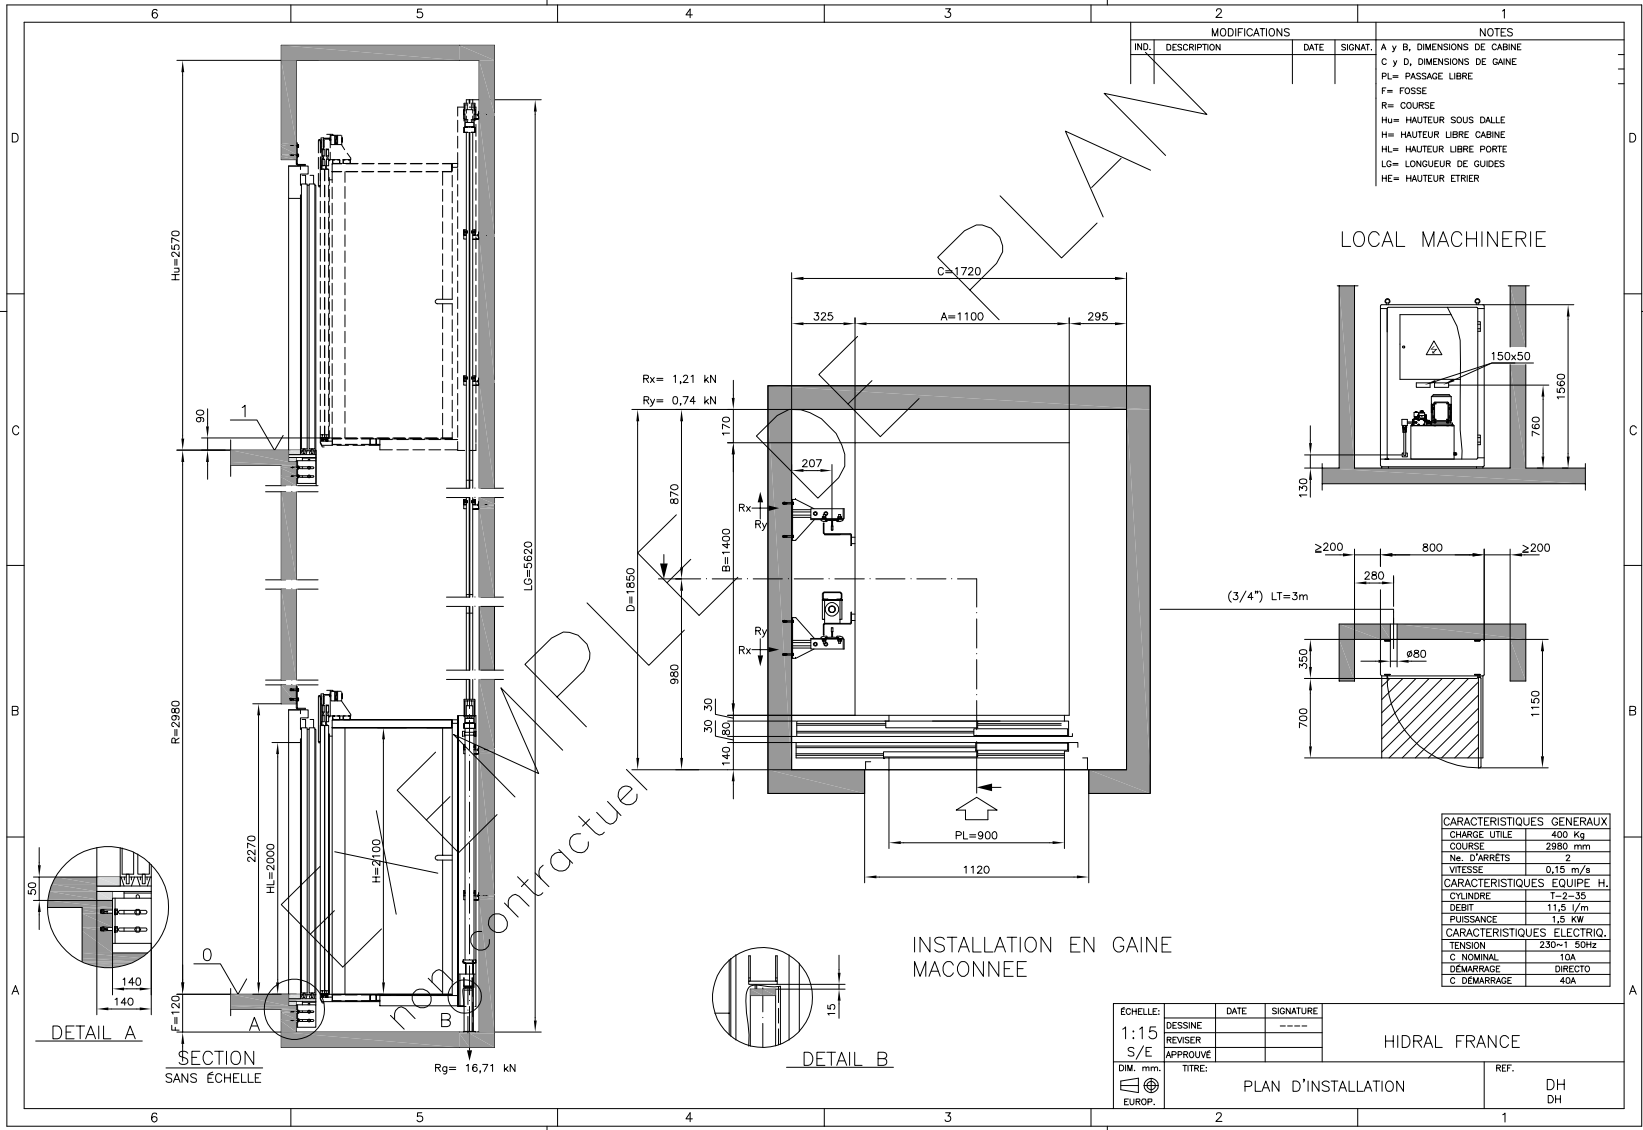 6 5 4 3 2 1
MODIFICATIONS
IND. DESCRIPTION DATE SIGNAT.
NOTES
A y B, DIMENSIONS DE CABINE
C y D, DIMENSIONS DE GAINE
PL= PASSAGE LIBRE
F= FOSSE
R= COURSE
Hu= HAUTEUR SOUS DALLE
H= HAUTEUR LIBRE CABINE
HL= HAUTEUR LIBRE PORTE
LG= LONGUEUR DE GUIDES
HE= HAUTEUR ETRIER
D
D
C
C
B
B
A
A
EXEMPLE DE PLAN
non contractuel
Hu=2570
90
1
R=2980
LG=5620
2270
HL=2000
H=2100
0
F=120
A
B
Rg= 16,71 kN
SECTION
SANS ÉCHELLE
50
140
140
DETAIL A
C=1720
325 A=1100 295
Rx= 1,21 kN
Ry= 0,74 kN
170
207
870
D=1850
B=1400
980
Rx
Ry
Ry
Rx
30
30
80
140
PL=900
1120
INSTALLATION EN GAINE
MACONNEE
15
DETAIL B
LOCAL MACHINERIE
150x50
1560
760
130
≥200 800 ≥200
280
(3/4") LT=3m
ø80
350
700
1150
CARACTERISTIQUES GENERAUX
CHARGE UTILE 400 Kg
COURSE 2980 mm
Ne. D'ARRÊTS 2
VITESSE 0,15 m/s
CARACTERISTIQUES EQUIPE H.
CYLINDRE T-2-35
DEBIT 11,5 l/m
PUISSANCE 1,5 KW
CARACTERISTIQUES ELECTRIQ.
TENSION 230~1 50Hz
C NOMINAL 10A
DÉMARRAGE DIRECTO
C DÉMARRAGE 40A
ÉCHELLE:
1:15
S/E
DATE SIGNATURE
DESSINE ----
REVISER
APPROUVÉ
HIDRAL FRANCE
DIM. mm.
EUROP.
TITRE:
PLAN D'INSTALLATION
REF.
DH
DH
6 5 4 3 2 1